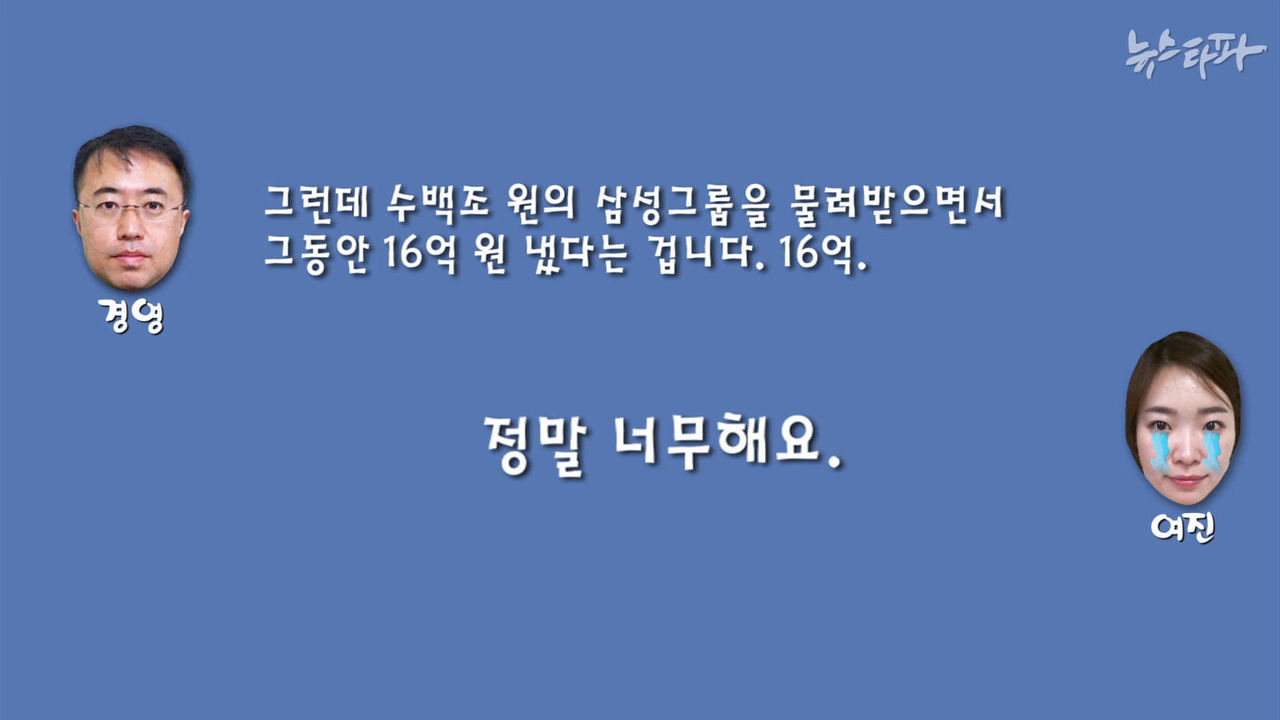 뉴스타파
그런데 수백조 원의 삼성그룹을 물려받으면서
그동안 16억 원 냈다는 겁니다. 16억.
경영
정말 너무해요.
여진